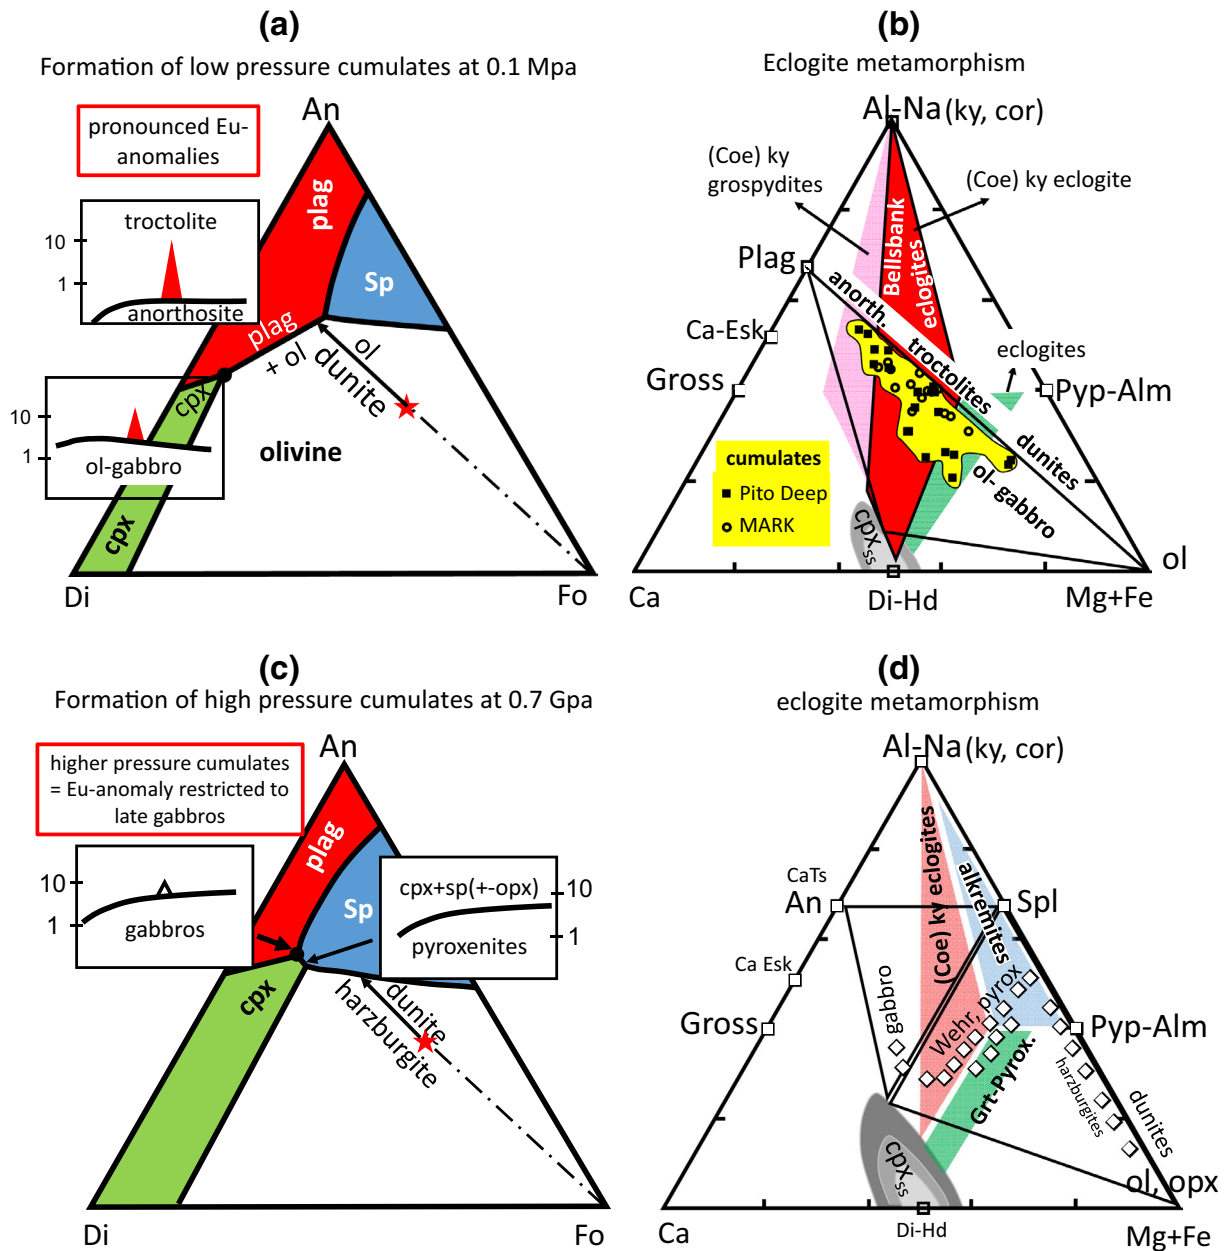 (a)
Formation of low pressure cumulates at 0.1 Mpa
An
pronounced Eu-
anomalies
plag
troctolite
10
1
anorthosite
Sp
plag
+ ol
ol
dunite
cpx
10
1
ol-gabbro
olivine
cpx
Di
Fo
(b)
Eclogite metamorphism
Al-Na (ky, cor)
(Coe) ky
grospydites
(Coe) ky eclogite
Bellsbank
eclogites
Plag
anorth.
troctolites
Ca-Esk
eclogites
Gross
Pyp-Alm
dunites
ol- gabbro
cumulates
Pito Deep
MARK
cpxss
ol
Ca
Di-Hd
Mg+Fe
(c)
Formation of high pressure cumulates at 0.7 Gpa
An
higher pressure cumulates
= Eu-anomaly restricted to
late gabbros
plag
10
1
gabbros
Sp
cpx+sp(+-opx)
10
pyroxenites
1
cpx
dunite
harzburgite
Di
Fo
(d)
eclogite metamorphism
Al-Na (ky, cor)
(Coe) ky eclogites
alkremites
CaTs
An
Spl
Ca Esk
gabbro
Wehr, pyrox
Gross
Pyp-Alm
Grt-Pyrox.
harzburgites
dunites
cpxss
ol, opx
Ca
Di-Hd
Mg+Fe